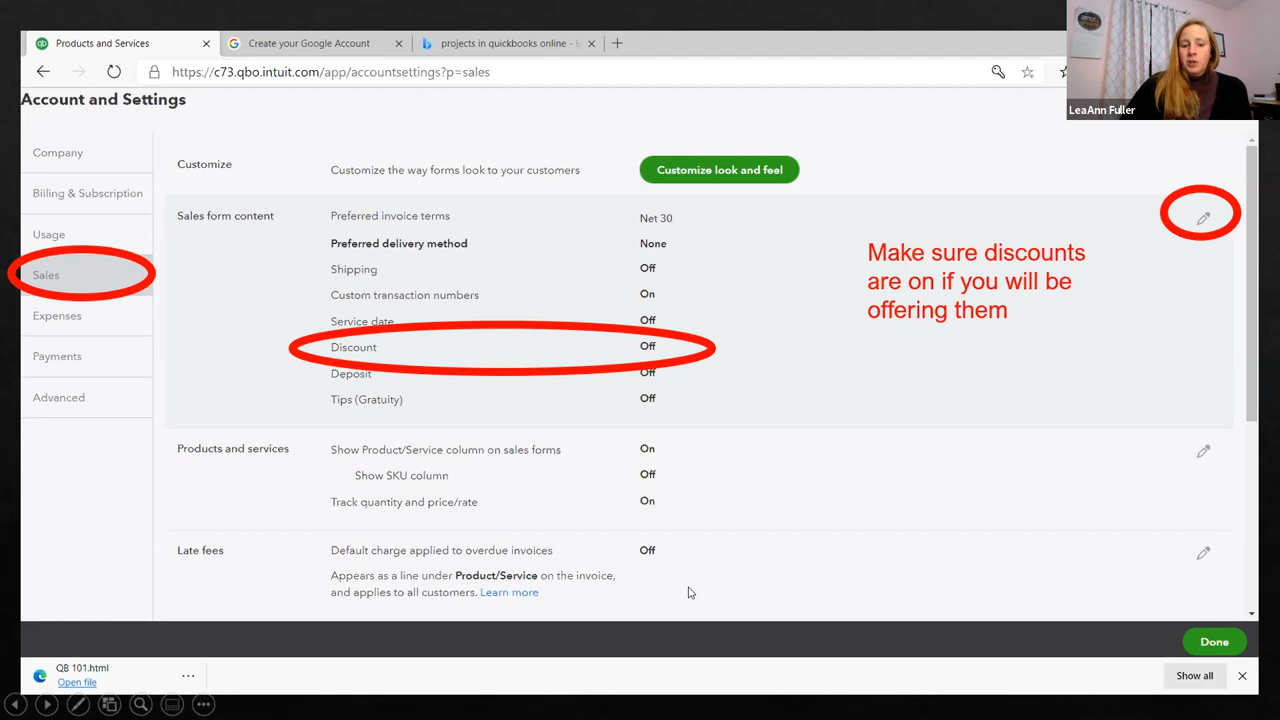 Products and Services
Create your Google Account
projects in quickbooks online -
https://c73.qbo.intuit.com/app/accountsettings?p=sales
LeaAnn Fuller
Account and Settings
Company
Billing & Subscription
Usage
Sales
Expenses
Payments
Advanced
Customize
Customize the way forms look to your customers
Customize look and feel
Sales form content
Preferred invoice terms
Net 30
Preferred delivery method
None
Shipping
Off
Custom transaction numbers
On
Service date
Off
Discount
Off
Deposit
Off
Tips (Gratuity)
Off
Make sure discounts
are on if you will be
offering them
Products and services
Show Product/Service column on sales forms
On
Show SKU column
Off
Track quantity and price/rate
On
Late fees
Default charge applied to overdue invoices
Off
Appears as a line under Product/Service on the invoice,
and applies to all customers. Learn more
Done
QB 101.html
Open file
Show all